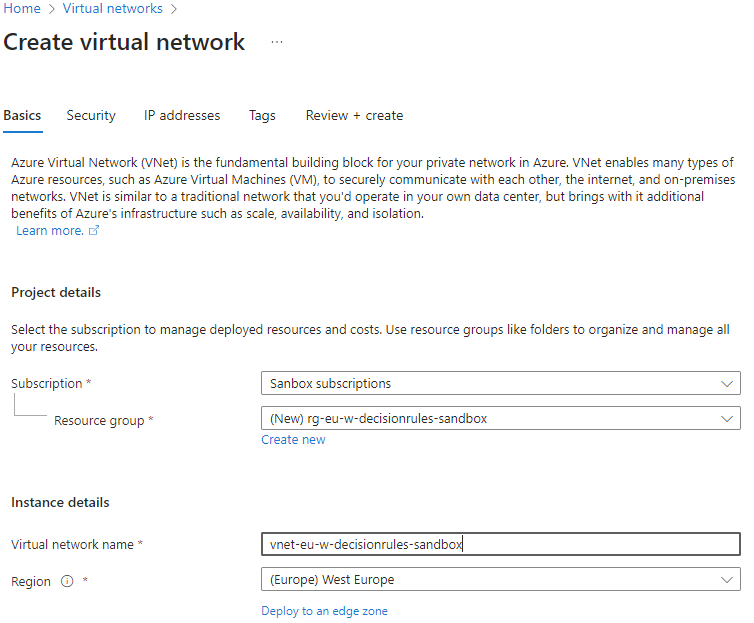 Home > Virtual networks >
Create virtual network ...
Basics Security IP addresses Tags Review + create
Azure Virtual Network (VNet) is the fundamental building block for your private network in Azure. VNet enables many types of
Azure resources, such as Azure Virtual Machines (VM), to securely communicate with each other, the internet, and on-premises
networks. VNet is similar to a traditional network that you'd operate in your own data center, but brings with it additional
benefits of Azure's infrastructure such as scale, availability, and isolation.
Learn more.
Project details
Select the subscription to manage deployed resources and costs. Use resource groups like folders to organize and manage all
your resources.
Subscription * Sanbox subscriptions
Resource group * (New) rg-eu-w-decisionrules-sandbox
Create new
Instance details
Virtual network name * vnet-eu-w-decisionrules-sandbox
Region * (Europe) West Europe
Deploy to an edge zone